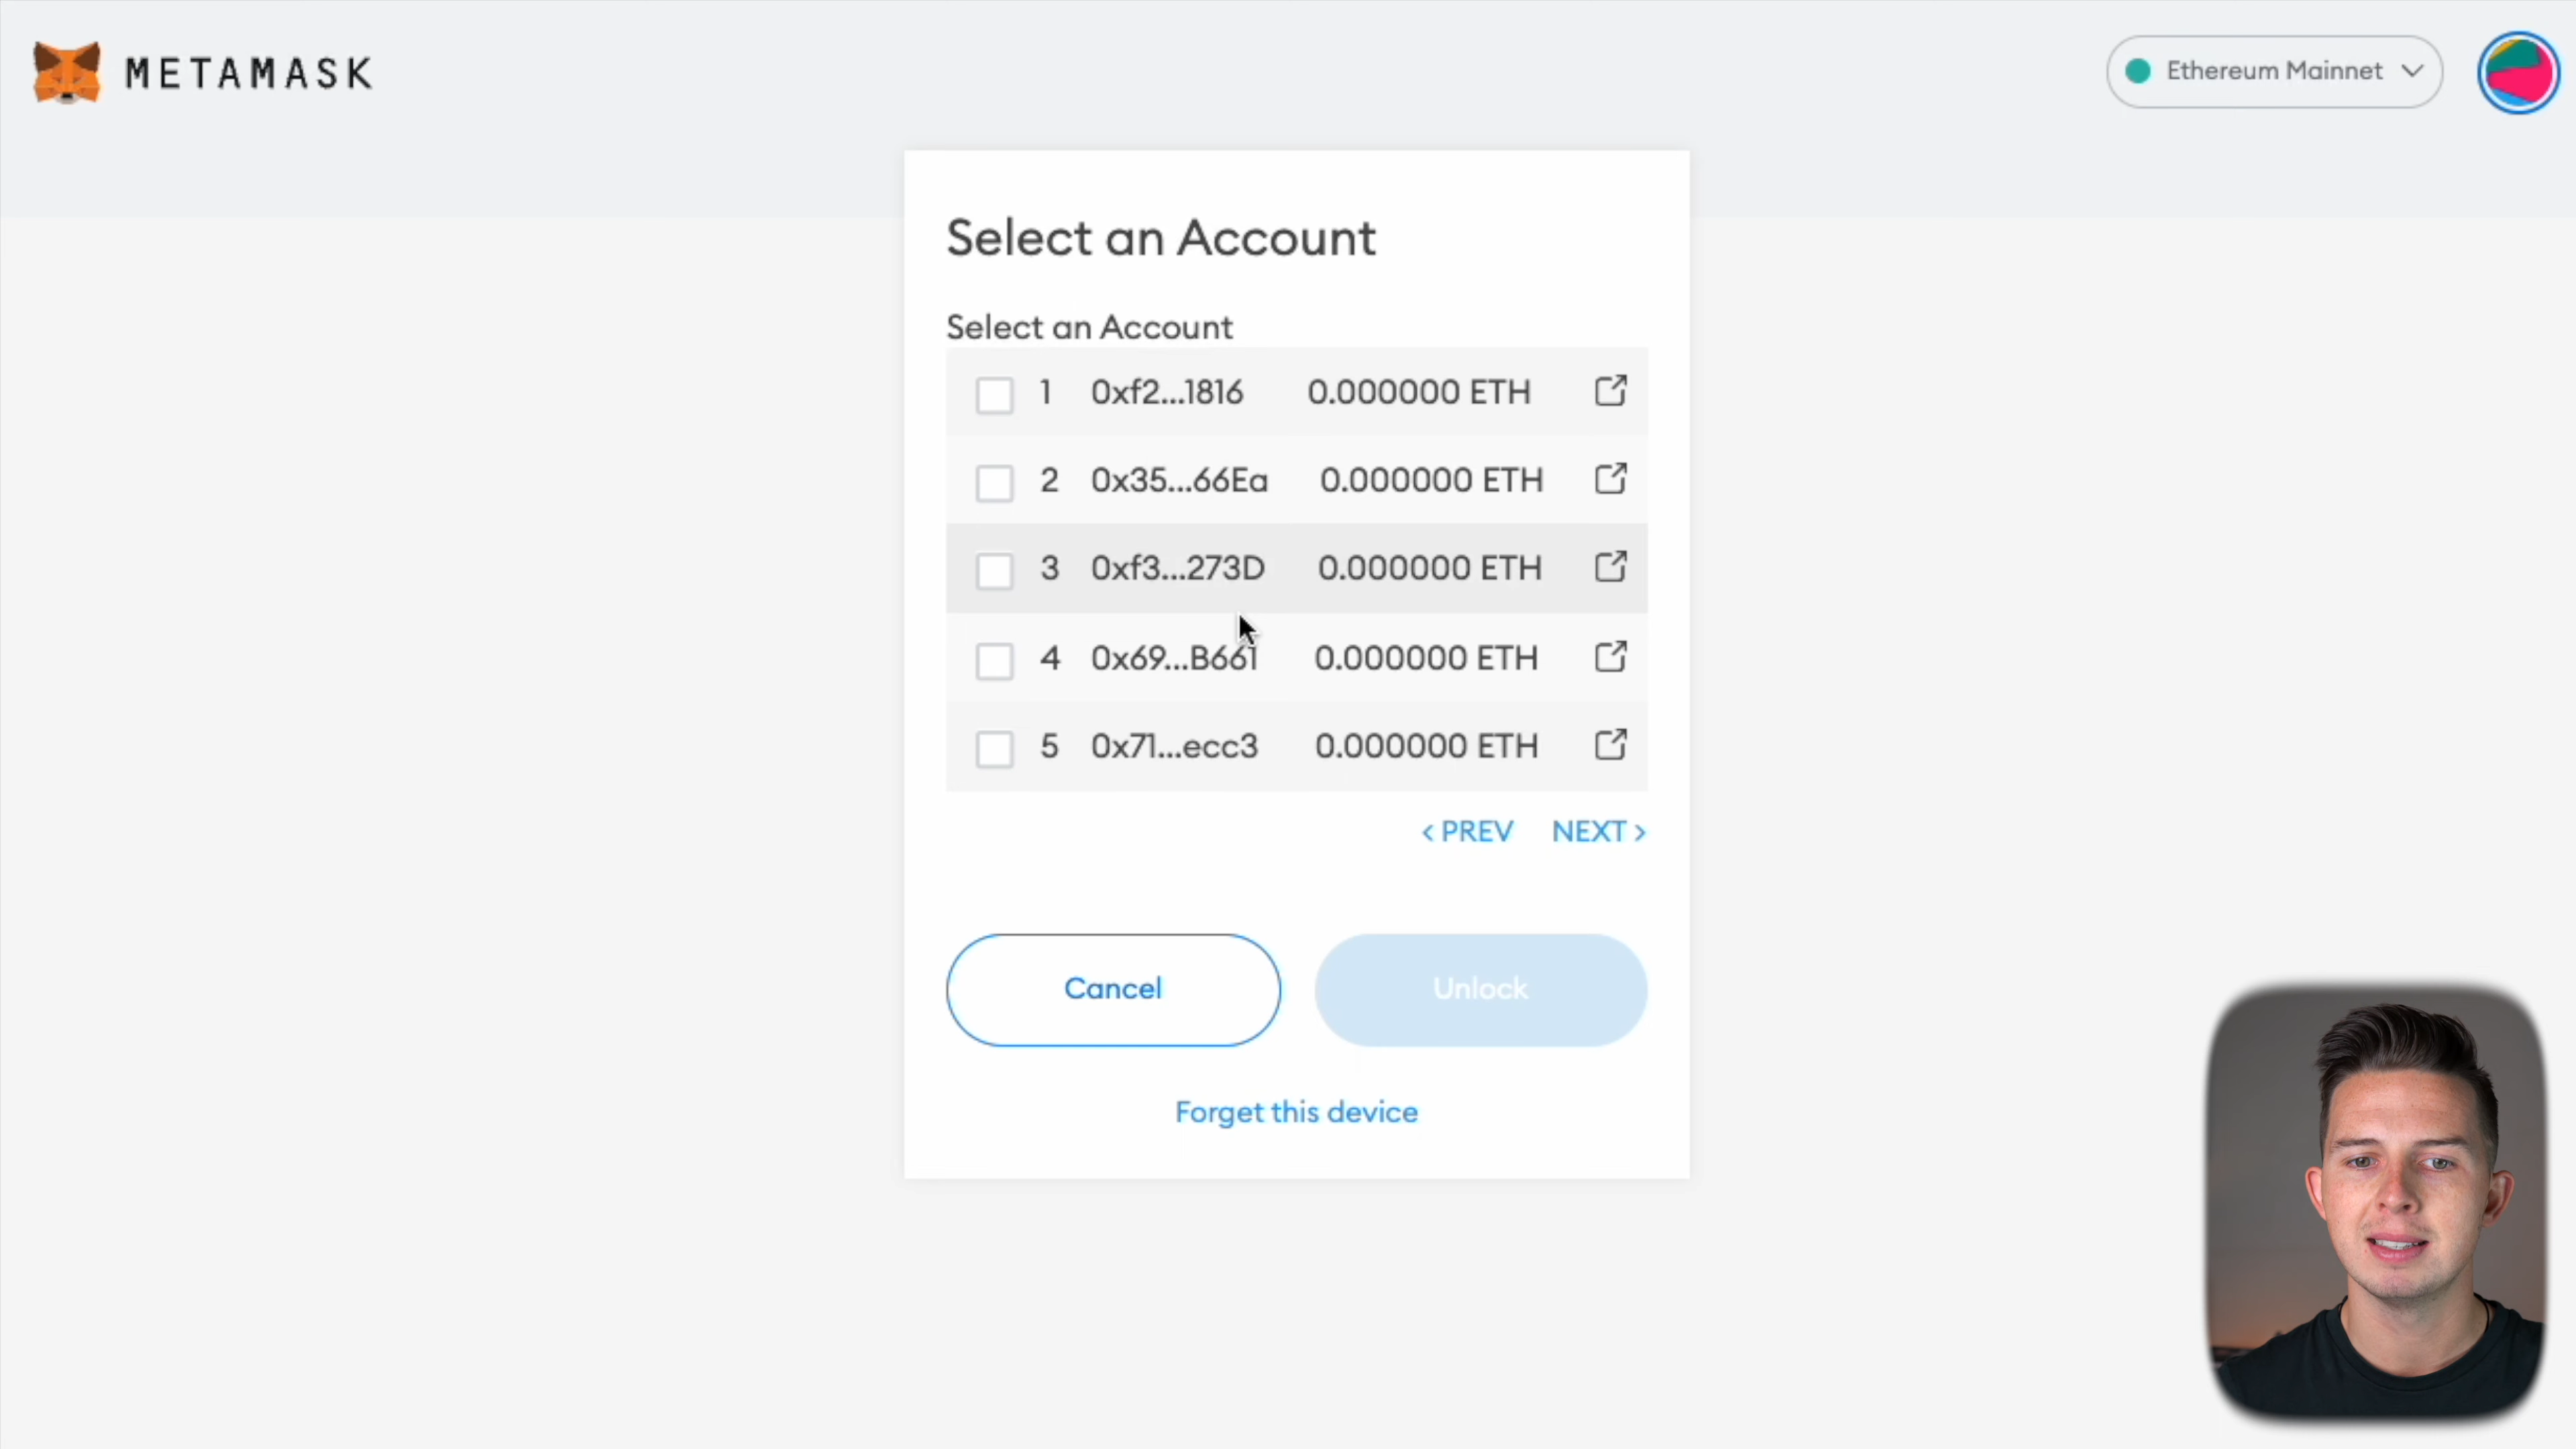 METAMASK
Ethereum Mainnet
Select an Account
Select an Account
1 0xf2...1816 0.000000 ETH
2 0x35...66Ea 0.000000 ETH
3 0xf3...273D 0.000000 ETH
4 0x69...B661 0.000000 ETH
5 0x71...ecc3 0.000000 ETH
< PREV NEXT >
Cancel Unlock
Forget this device